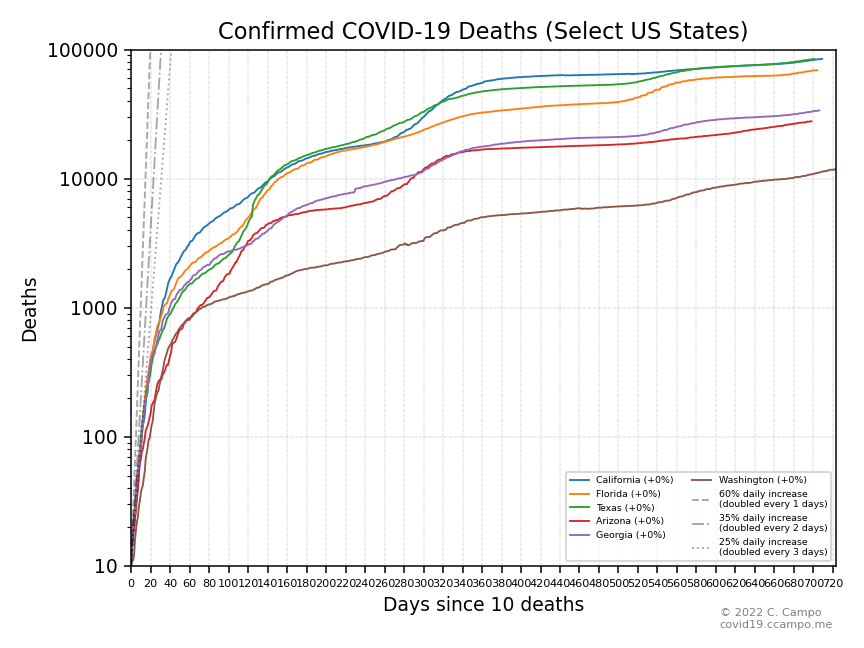 Confirmed COVID-19 Deaths (Select US States)
100000
10000
1000
100
10
Deaths
0 20 40 60 80 100 120 140 160 180 200 220 240 260 280 300 320 340 360 380 400 420 440 460 480 500 520 540 560 580 600 620 640 660 680 700 720
Days since 10 deaths
California (+0%)
Florida (+0%)
Texas (+0%)
Arizona (+0%)
Georgia (+0%)
Washington (+0%)
60% daily increase
(doubled every 1 days)
35% daily increase
(doubled every 2 days)
25% daily increase
(doubled every 3 days)
© 2022 C. Campo
covid19.ccampo.me